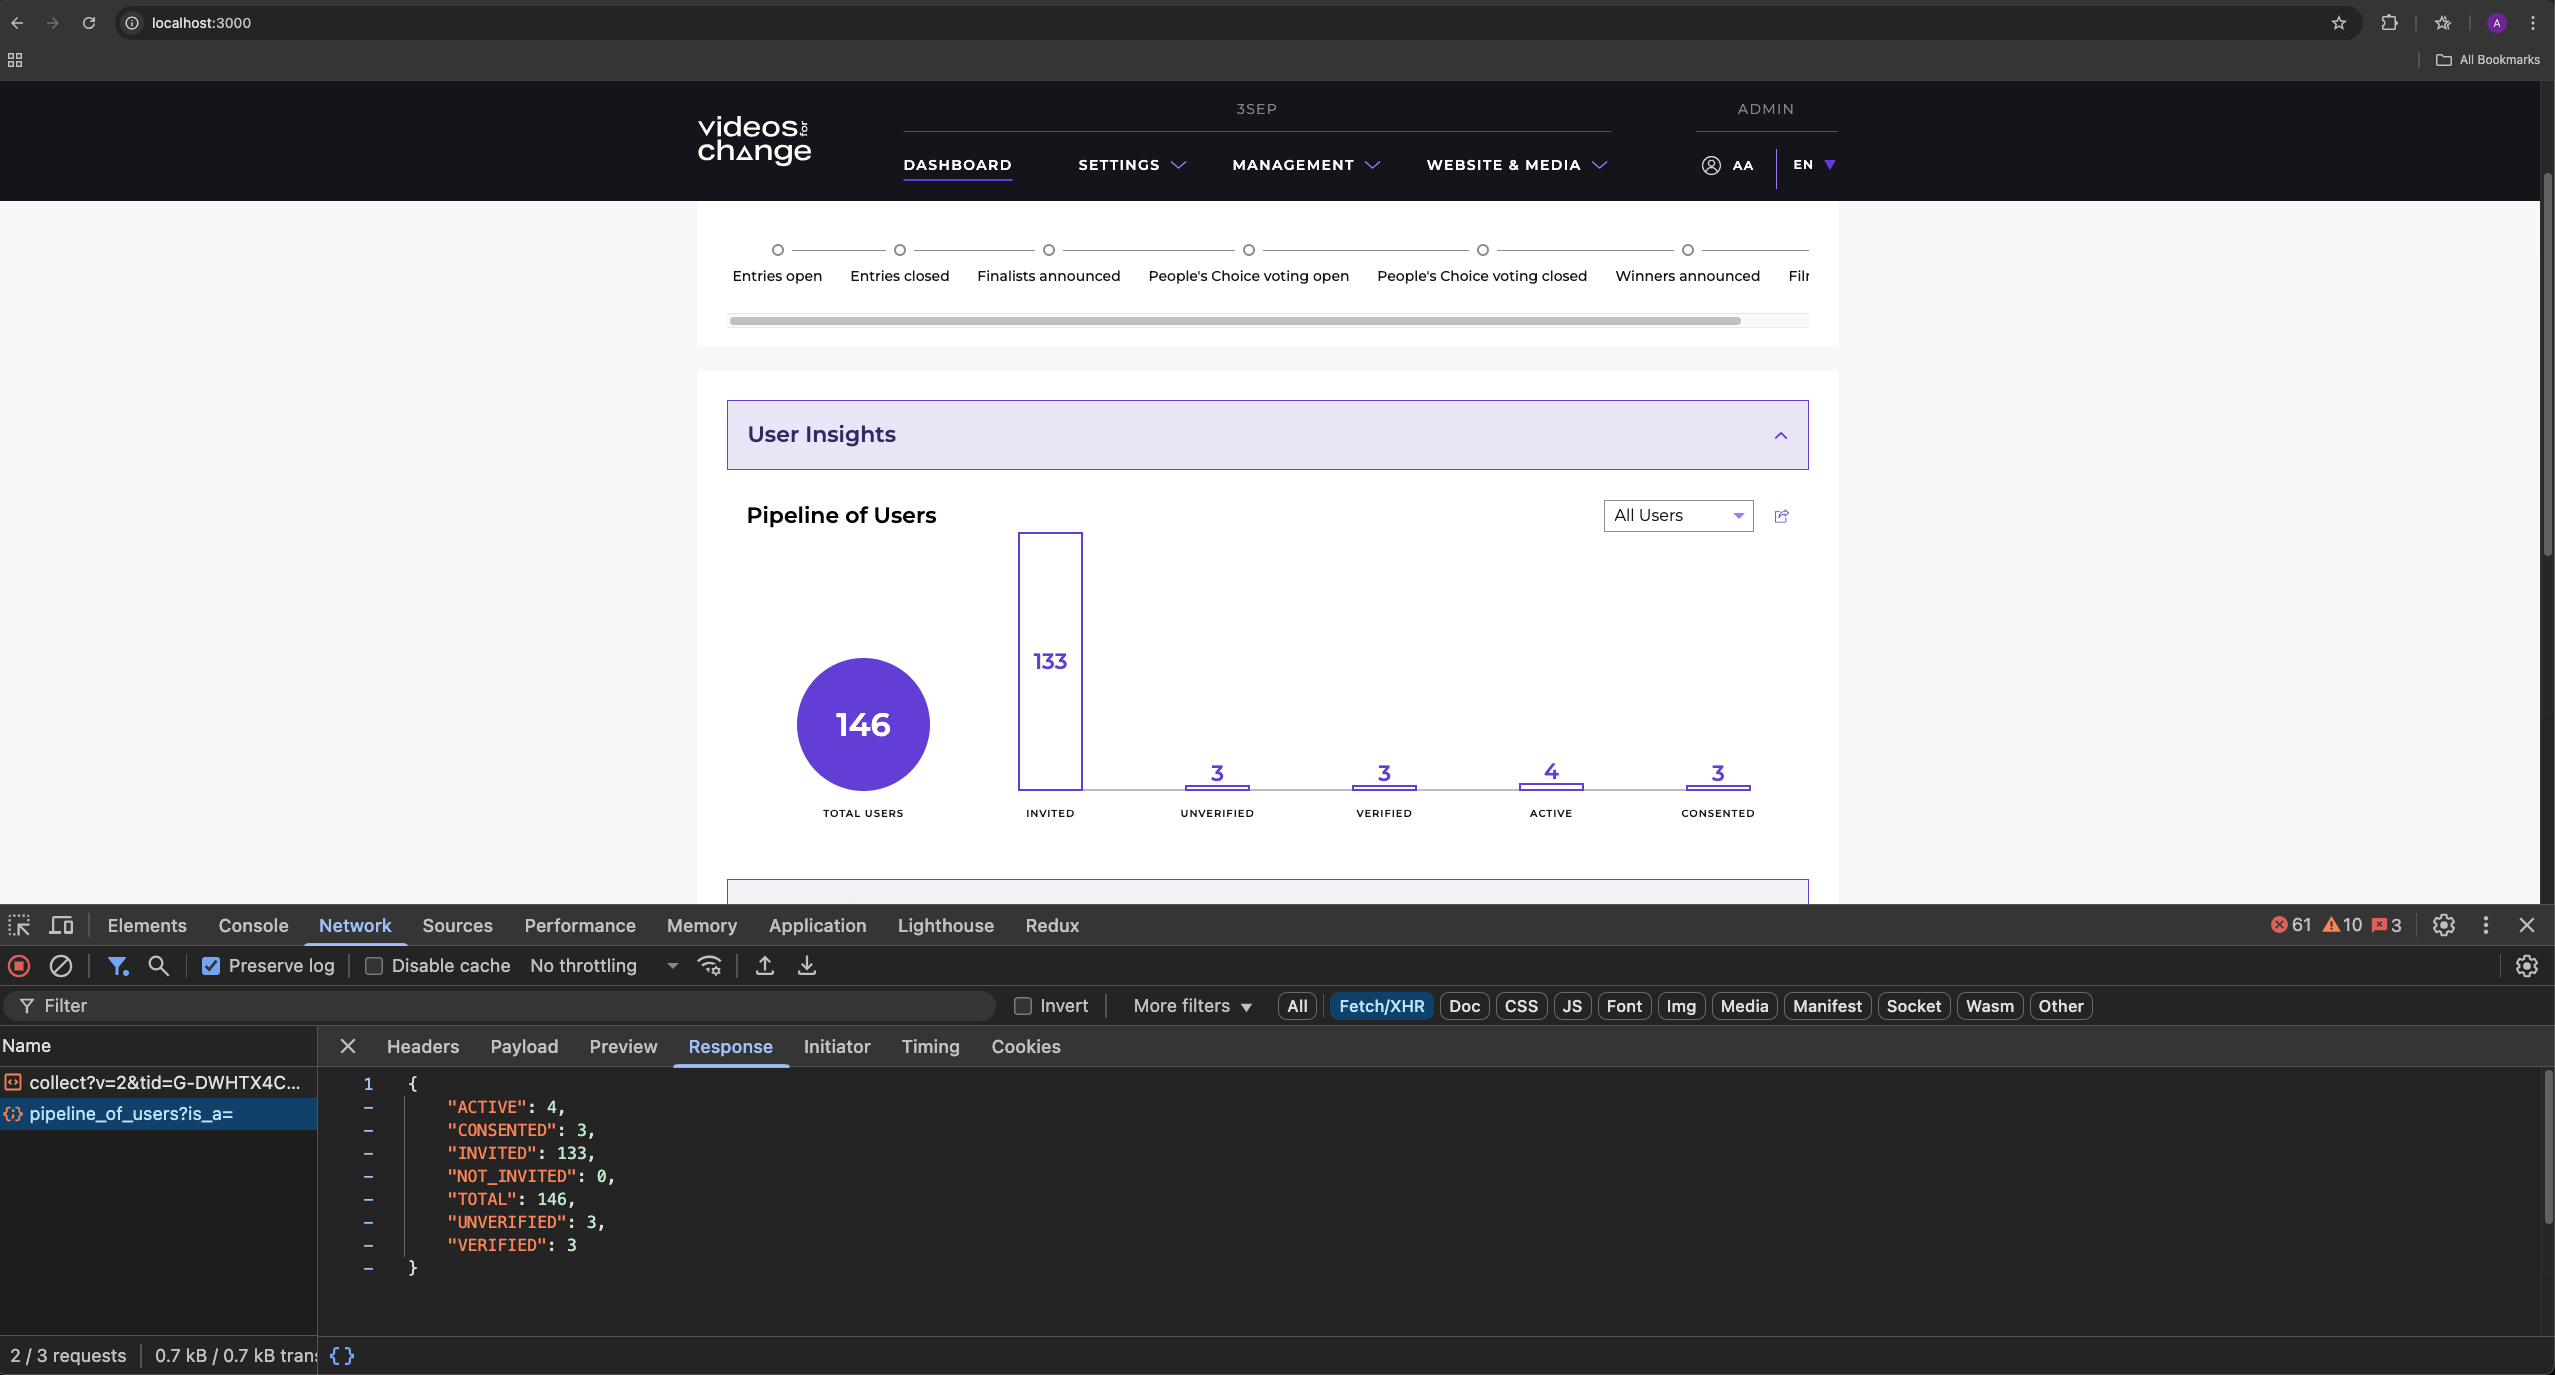 localhost:3000
A
All Bookmarks
videos for
change
3SEP
ADMIN
DASHBOARD
SETTINGS
MANAGEMENT
WEBSITE & MEDIA
AA
EN
Entries open
Entries closed
Finalists announced
People's Choice voting open
People's Choice voting closed
Winners announced
User Insights
Pipeline of Users
All Users
133
146
3
3
4
3
TOTAL USERS
INVITED
UNVERIFIED
VERIFIED
ACTIVE
CONSENTED
Elements
Console
Network
Sources
Performance
Memory
Application
Lighthouse
Redux
61
10
3
Preserve log
Disable cache
No throttling
Filter
Invert
More filters
All
Fetch/XHR
Doc
CSS
JS
Font
Img
Media
Manifest
Socket
Wasm
Other
Name
Headers
Payload
Preview
Response
Initiator
Timing
Cookies
collect?v=2&tid=G-DWHTX4C...
pipeline_of_users?is_a=
1 {
- "ACTIVE": 4,
- "CONSENTED": 3,
- "INVITED": 133,
- "NOT_INVITED": 0,
- "TOTAL": 146,
- "UNVERIFIED": 3,
- "VERIFIED": 3
- }
2 / 3 requests
0.7 kB / 0.7 kB trans
{}